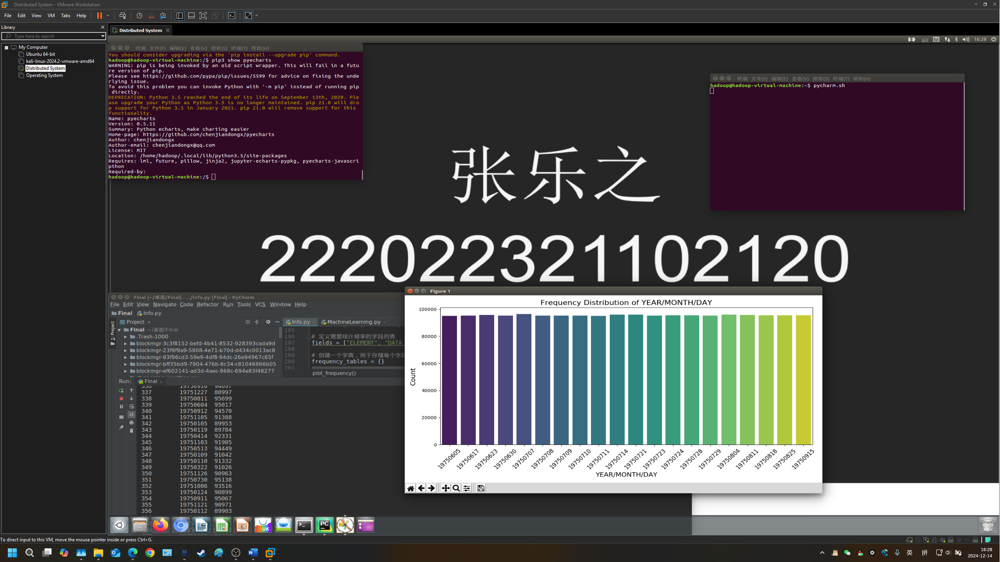 Distributed System - VMware Workstation
File Edit View VM Tabs Help
Library
Type here to search
My Computer
Ubuntu 64-bit
kali-linux-2024.2-vmware-amd64
Distributed System
Operating System
Distributed System
16:28
终端 文件(F) 编辑(E) 查看(V) 搜索(S) 终端(T) 帮助(H)
You should consider upgrading via the 'pip install --upgrade pip' command.
hadoop@hadoop-virtual-machine:/$ pip3 show pyecharts
WARNING: pip is being invoked by an old script wrapper. This will fail in a futu
re version of pip.
Please see https://github.com/pypa/pip/issues/5599 for advice on fixing the unde
rlying issue.
To avoid this problem you can invoke Python with '-m pip' instead of running pip
directly.
DEPRECATION: Python 3.5 reached the end of its life on September 13th, 2020. Ple
ase upgrade your Python as Python 3.5 is no longer maintained. pip 21.0 will dro
p support for Python 3.5 in January 2021. pip 21.0 will remove support for this
functionality.
Name: pyecharts
Version: 0.5.11
Summary: Python echarts, make charting easier
Home-page: https://github.com/chenjiandongx/pyecharts
Author: chenjiandongx
Author-email: chenjiandongx@qq.com
License: MIT
Location: /home/hadoop/.local/lib/python3.5/site-packages
Requires: lml, future, pillow, jinja2, jupyter-echarts-pypkg, pyecharts-javascri
pthon
Required-by:
hadoop@hadoop-virtual-machine:/$
终端 文件(F) 编辑(E) 查看(V) 搜索(S) 终端(T) 帮助(H)
hadoop@hadoop-virtual-machine:~$ pycharm.sh
张乐之
222022321102120
Final [~/桌面/Final] - .../Info.py [Final] - PyCharm
File Edit View Navigate Code Refactor Run Tools VCS Window Help
Final Info.py
1: Project
Project
Final ~/桌面/Final
.Trash-1000
blockmgr-3c3f8152-befd-4b41-8532-928393cada9d
blockmgr-23f9f9a9-5808-4e71-b70d-d434c0013ac8
blockmgr-93f96cd3-59e9-4df8-94dc-26e94967c65f
blockmgr-bff35bd9-7904-476b-8c34-c81046866b05
blockmgr-ef602141-ad3d-4aec-968c-694e83f48277
Info.py MachineLearning.py
195
196 # 定义需要统计频率的字段列表
197 fields = ["ELEMENT", "DATA
198
199 # 创建一个字典，用于存储每个字段
200 frequency_tables = {}
201
plot_frequency()
Run: Final
336 19750910 94697
337 19751227 88997
338 19750811 95699
339 19750604 95017
340 19750912 94570
341 19751105 91388
342 19750105 89953
343 19750119 89784
344 19750414 92331
345 19751103 91905
346 19750513 94449
347 19750109 91042
348 19750110 91332
349 19750322 91026
350 19751126 90963
351 19750730 95138
352 19751006 93516
353 19750124 90899
354 19750911 95067
355 19751121 90971
356 19750112 89903
Figure 1
Frequency Distribution of YEAR/MONTH/DAY
Count
100000
80000
60000
40000
20000
0
19750605 19750617 19750623 19750630 19750707 19750708 19750709 19750710 19750711 19750714 19750721 19750723 19750724 19750728 19750729 19750804 19750811 19750818 19750825 19750915
YEAR/MONTH/DAY
UK
PC
To direct input to this VM, move the mouse pointer inside or press Ctrl+G.
英 拼
16:28
2024-12-14